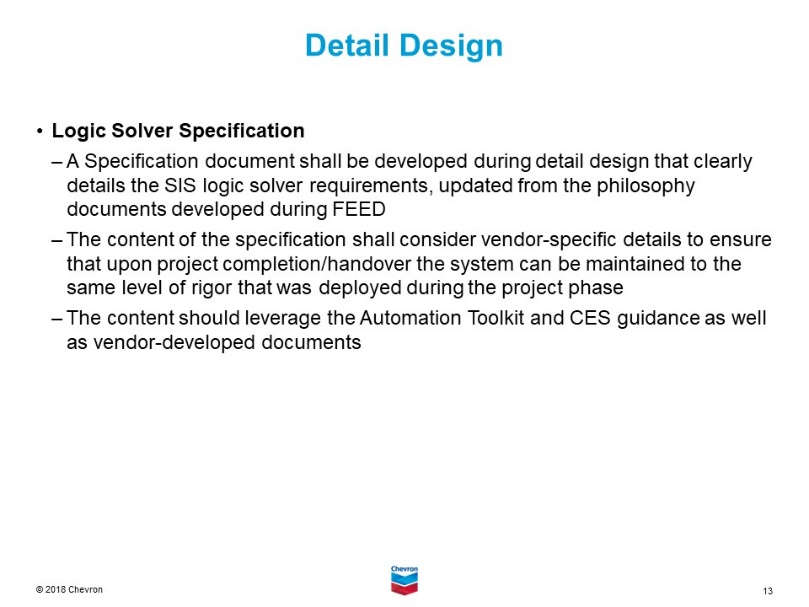 Detail Design
• Logic Solver Specification
– A Specification document shall be developed during detail design that clearly
details the SIS logic solver requirements, updated from the philosophy
documents developed during FEED
– The content of the specification shall consider vendor-specific details to ensure
that upon project completion/handover the system can be maintained to the
same level of rigor that was deployed during the project phase
– The content should leverage the Automation Toolkit and CES guidance as well
as vendor-developed documents
© 2018 Chevron
Chevron
13